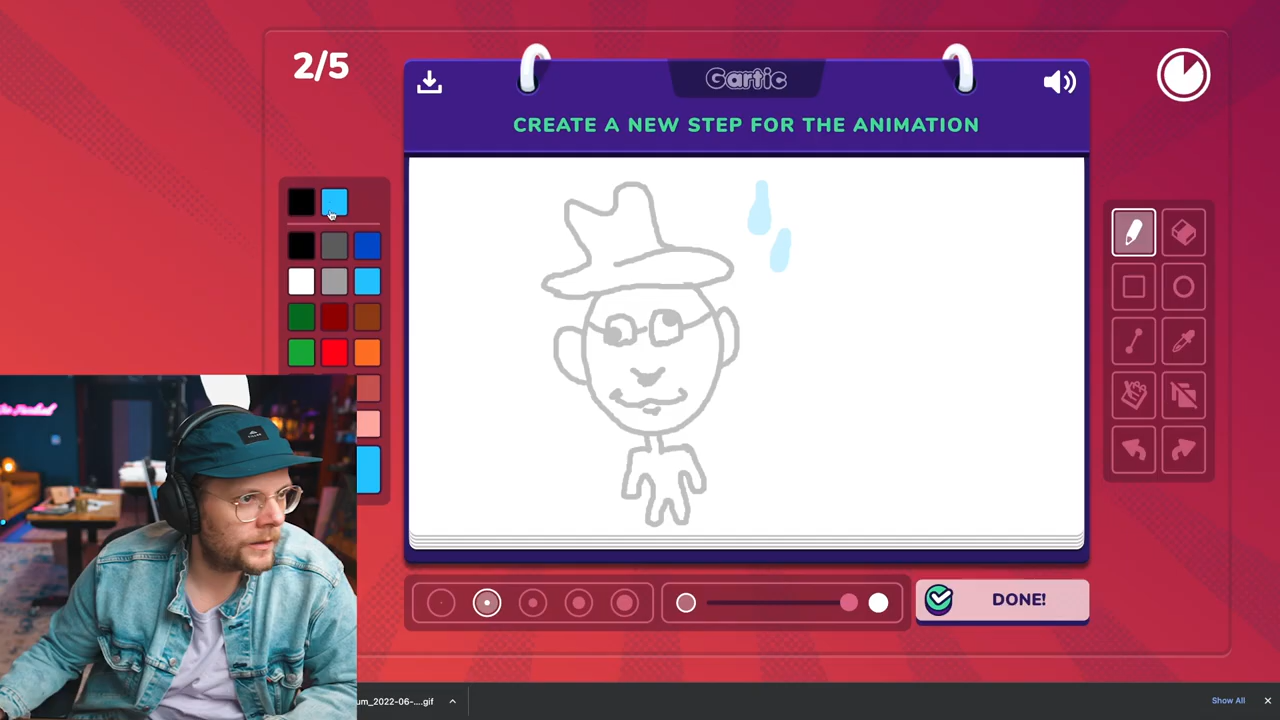 2/5
Gartic
CREATE A NEW STEP FOR THE ANIMATION
DONE!
um_2022-06-....gif
Show All